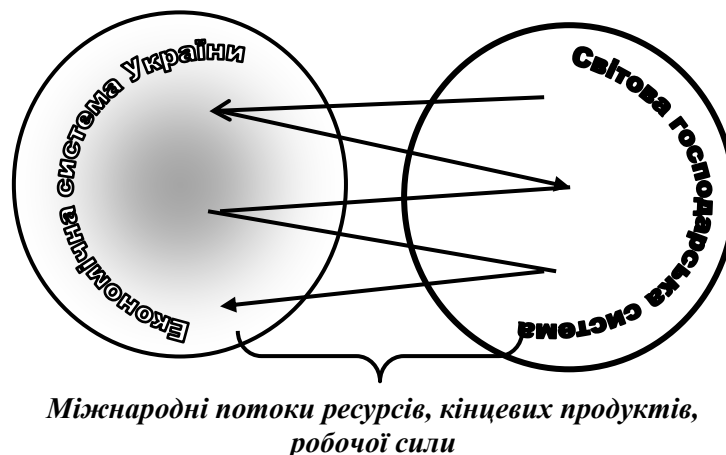 Економічна система України
Світова господарська система
Міжнародні потоки ресурсів, кінцевих продуктів,
робочої сили